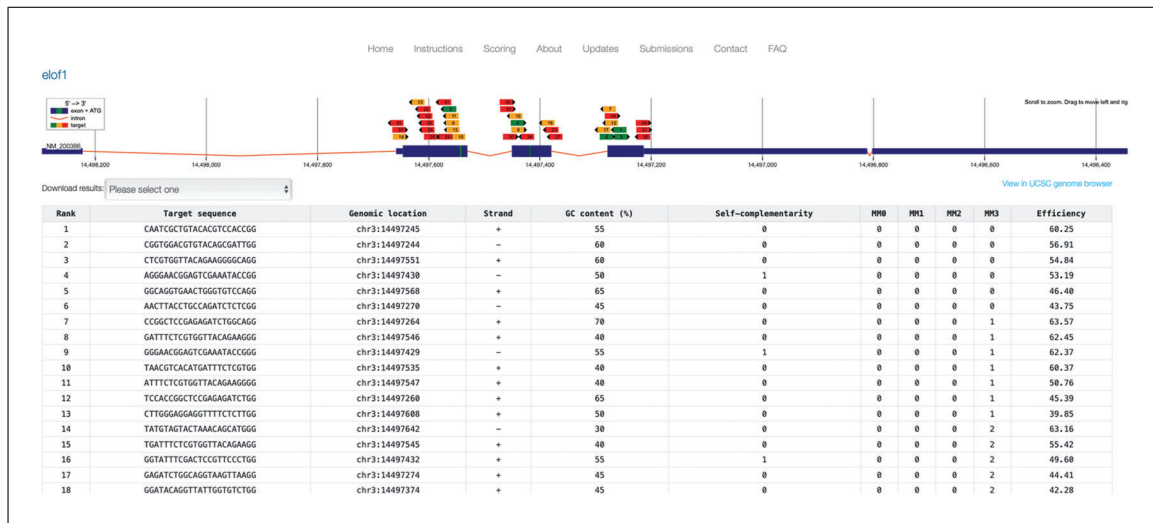 Home Instructions Scoring About Updates Submissions Contact FAQ
elof1
5' --> 3'
exon + ATG
intron
target
Scroll to zoom. Drag to move left and rig
NM_200386
14,498,200 14,498,000 14,497,800 14,497,600 14,497,400 14,497,200 14,497,000 14,496,800 14,496,600 14,496,400
Download results: Please select one
View in UCSC genome browser
Rank Target sequence Genomic location Strand GC content (%) Self-complementarity MM0 MM1 MM2 MM3 Efficiency
1 CAATCGCTGTACACGTCCACCGG chr3:14497245 + 55 0 0 0 0 0 60.25
2 CGGTGGACGTGTACAGCGATTGG chr3:14497244 − 60 0 0 0 0 0 56.91
3 CTCGTGGTTACAGAAGGGGCAGG chr3:14497551 + 60 0 0 0 0 0 54.84
4 AGGGAACGGAGTCGAAATACCGG chr3:14497430 − 50 1 0 0 0 0 53.19
5 GGCAGGTGAACTGGGTGTCCAGG chr3:14497568 + 65 0 0 0 0 0 46.40
6 AACTTACCTGCCAGATCTCTCGG chr3:14497270 − 45 0 0 0 0 0 43.75
7 CCGGCTCCGAGAGATCTGGCAGG chr3:14497264 + 70 0 0 0 0 1 63.57
8 GATTTCTCGTGGTTACAGAAGGG chr3:14497546 + 40 0 0 0 0 1 62.45
9 GGGAACGGAGTCGAAATACCGGG chr3:14497429 − 55 1 0 0 0 1 62.37
10 TAACGTCACATGATTTCTCGTGG chr3:14497535 + 40 0 0 0 0 1 60.37
11 ATTTCTCGTGGTTACAGAAGGGG chr3:14497547 + 40 0 0 0 0 1 50.76
12 TCCACCGGCTCCGAGAGATCTGG chr3:14497260 + 65 0 0 0 0 1 45.39
13 CTTGGGAGGAGGTTTTCTCTTGG chr3:14497608 + 50 0 0 0 0 1 39.85
14 TATGTAGTACTAAACAGCATGGG chr3:14497642 − 30 0 0 0 0 2 63.16
15 TGATTTCTCGTGGTTACAGAAGG chr3:14497545 + 40 0 0 0 0 2 55.42
16 GGTATTTCGACTCCGTTCCCTGG chr3:14497432 + 55 1 0 0 0 2 49.60
17 GAGATCTGGCAGGTAAGTTAAGG chr3:14497274 + 45 0 0 0 0 2 44.41
18 GGATACAGGTTATTGGTGTCTGG chr3:14497374 + 45 0 0 0 0 2 42.28